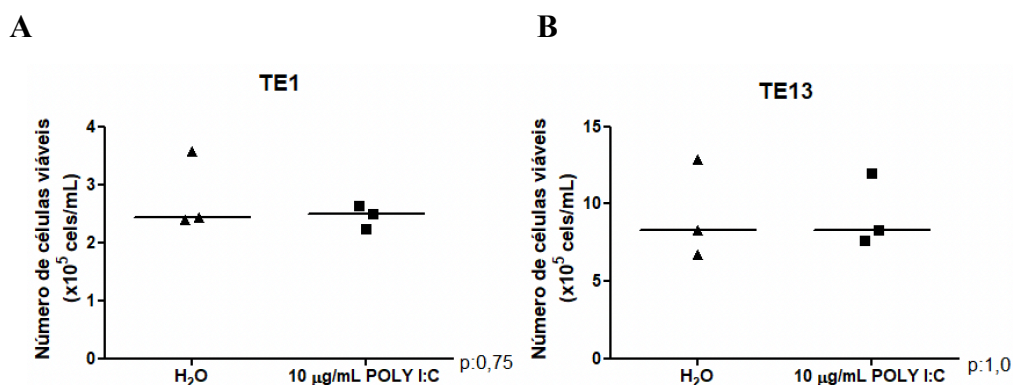 A
TE1
Número de células viáveis
(x10⁵ cels/mL)
4
3
2
1
0
H₂O
10 µg/mL POLY I:C
p:0,75
B
TE13
Número de células viáveis
(x10⁵ cels/mL)
15
10
5
0
H₂O
10 µg/mL POLY I:C
p:1,0